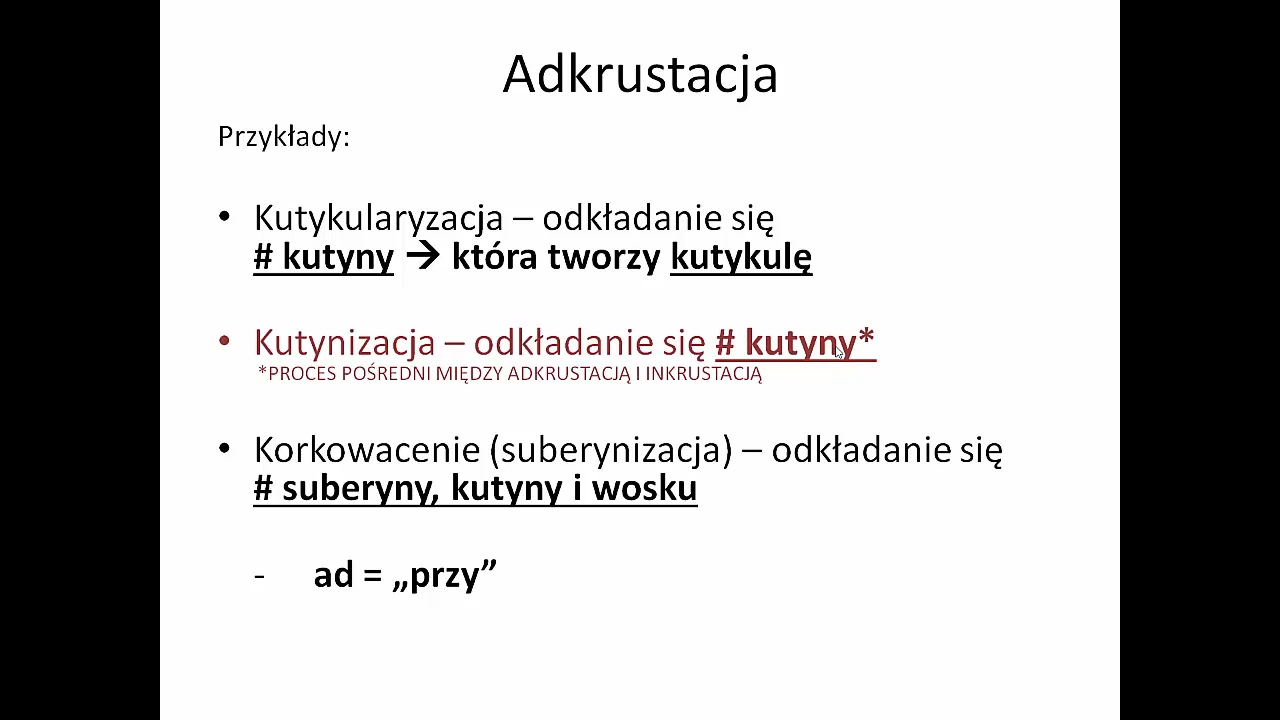 Adkrustacja
Przykłady:
• Kutykularyzacja – odkładanie się
# kutyny → która tworzy kutykulę
• Kutynizacja – odkładanie się # kutyny*
*PROCES POŚREDNI MIĘDZY ADKRUSTACJĄ I INKRUSTACJĄ
• Korkowacenie (suberynizacja) – odkładanie się
# suberyny, kutyny i wosku
- ad = „przy”